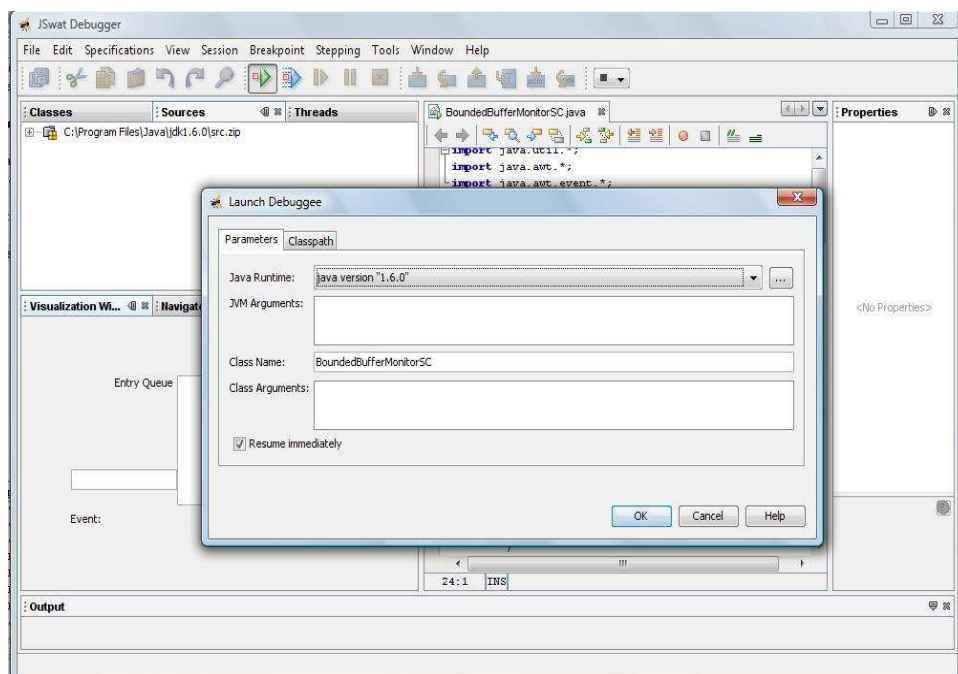 JSwat Debugger
File Edit Specifications View Session Breakpoint Stepping Tools Window Help
Classes Sources Threads
BoundedBufferMonitorSC.java
Properties
C:\Program Files\Java\jdk1.6.0\src.zip
import java.util.*;
import java.awt.*;
import java.awt.event.*;
Launch Debuggee
Parameters Classpath
Java Runtime: java version "1.6.0" ...
JVM Arguments:
Class Name: BoundedBufferMonitorSC
Class Arguments:
Resume immediately
OK Cancel Help
Visualization Wi... Navigat
<No Properties>
Entry Queue
Event:
24:1 INS
Output